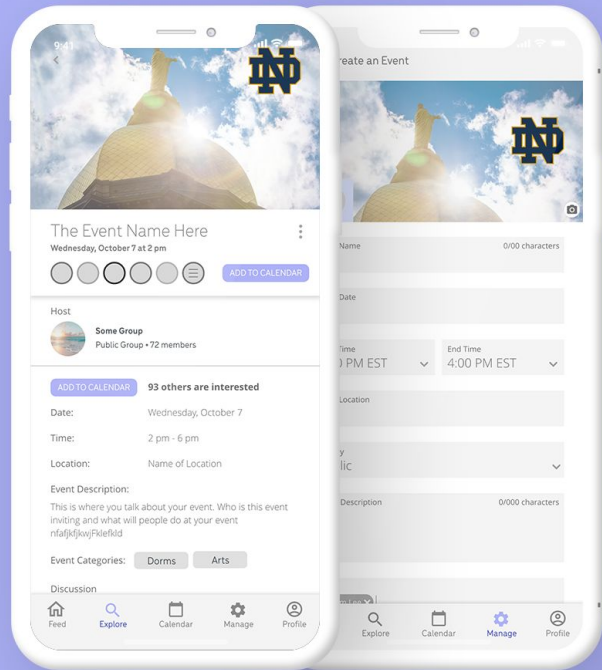 9:41
ND
The Event Name Here
Wednesday, October 7 at 2 pm
ADD TO CALENDAR
Host
Some Group
Public Group • 72 members
ADD TO CALENDAR
93 others are interested
Date:
Wednesday, October 7
Time:
2 pm - 6 pm
Location:
Name of Location
Event Description:
This is where you talk about your event. Who is this event
inviting and what will people do at your event
nfafjkfjkwjFklefkld
Event Categories:
Dorms
Arts
Discussion
Feed
Explore
Calendar
Manage
Profile
reate an Event
ND
Name
0/00 characters
Date
Time
PM EST
End Time
4:00 PM EST
Location
y
lic
Description
0/000 characters
Explore
Calendar
Manage
Profile